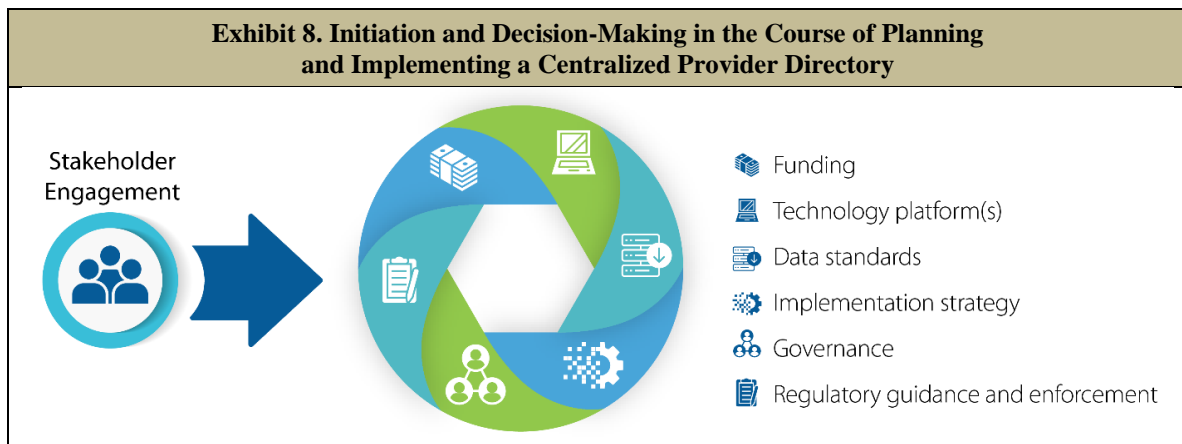 Exhibit 8. Initiation and Decision-Making in the Course of Planning
and Implementing a Centralized Provider Directory
Stakeholder
Engagement
Funding
Technology platform(s)
Data standards
Implementation strategy
Governance
Regulatory guidance and enforcement